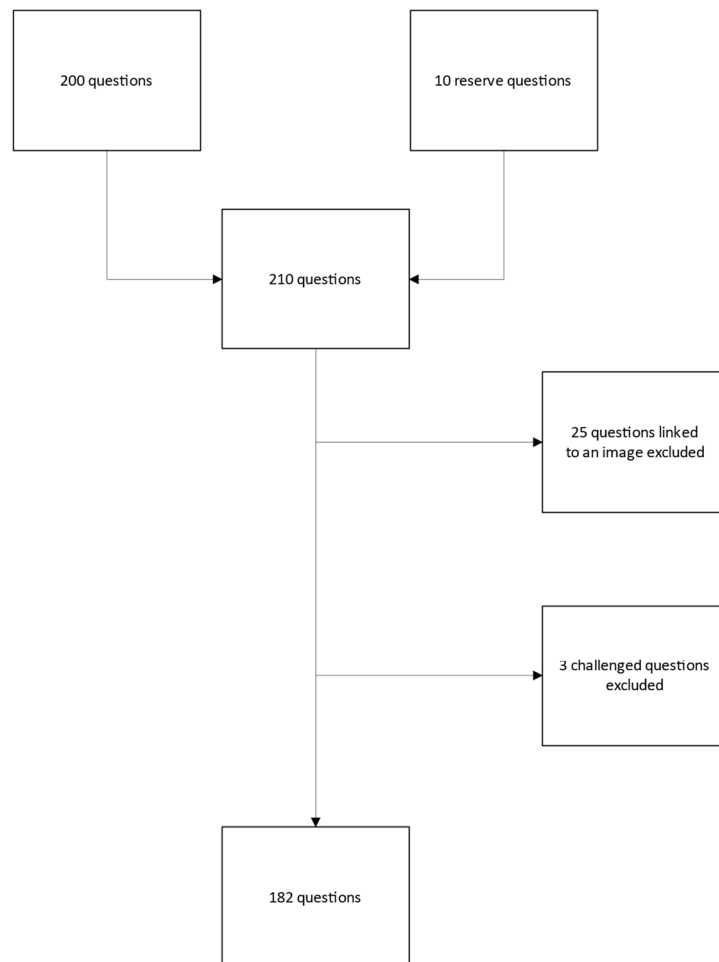 200 questions
10 reserve questions
210 questions
25 questions linked
to an image excluded
3 challenged questions
excluded
182 questions